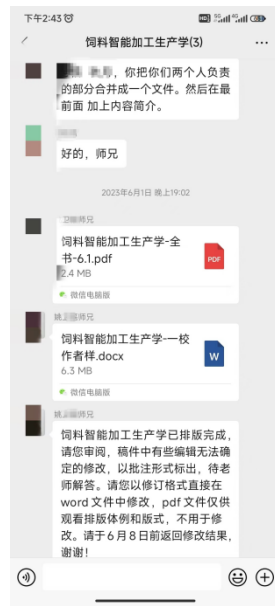 下午2:43
饲料智能加工生产学(3)
，你把你们两个人负责
的部分合并成一个文件。然后在最
前面 加上内容简介。
好的，师兄
2023年6月1日 晚上19:02
师兄
饲料智能加工生产学-全
书-6.1.pdf
PDF
2.4 MB
微信电脑版
姚 师兄
饲料智能加工生产学-一校
作者样.docx
W
6.3 MB
微信电脑版
姚 师兄
饲料智能加工生产学已排版完成，
请您审阅，稿件中有些编辑无法确
定的修改，以批注形式标出，待老
师解答。请您以修订格式直接在
word 文件中修改，pdf 文件仅供
观看排版体例和版式，不用于修
改。请于 6 月 8 日前返回修改结果，
谢谢！